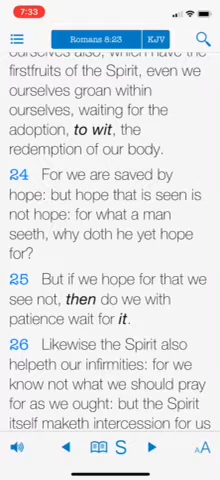 7:33
Romans 8:23 KJV
ourselves also, which have the
firstfruits of the Spirit, even we
ourselves groan within
ourselves, waiting for the
adoption, to wit, the
redemption of our body.
24 For we are saved by
hope: but hope that is seen is
not hope: for what a man
seeth, why doth he yet hope
for?
25 But if we hope for that we
see not, then do we with
patience wait for it.
26 Likewise the Spirit also
helpeth our infirmities: for we
know not what we should pray
for as we ought: but the Spirit
itself maketh intercession for us
S AA